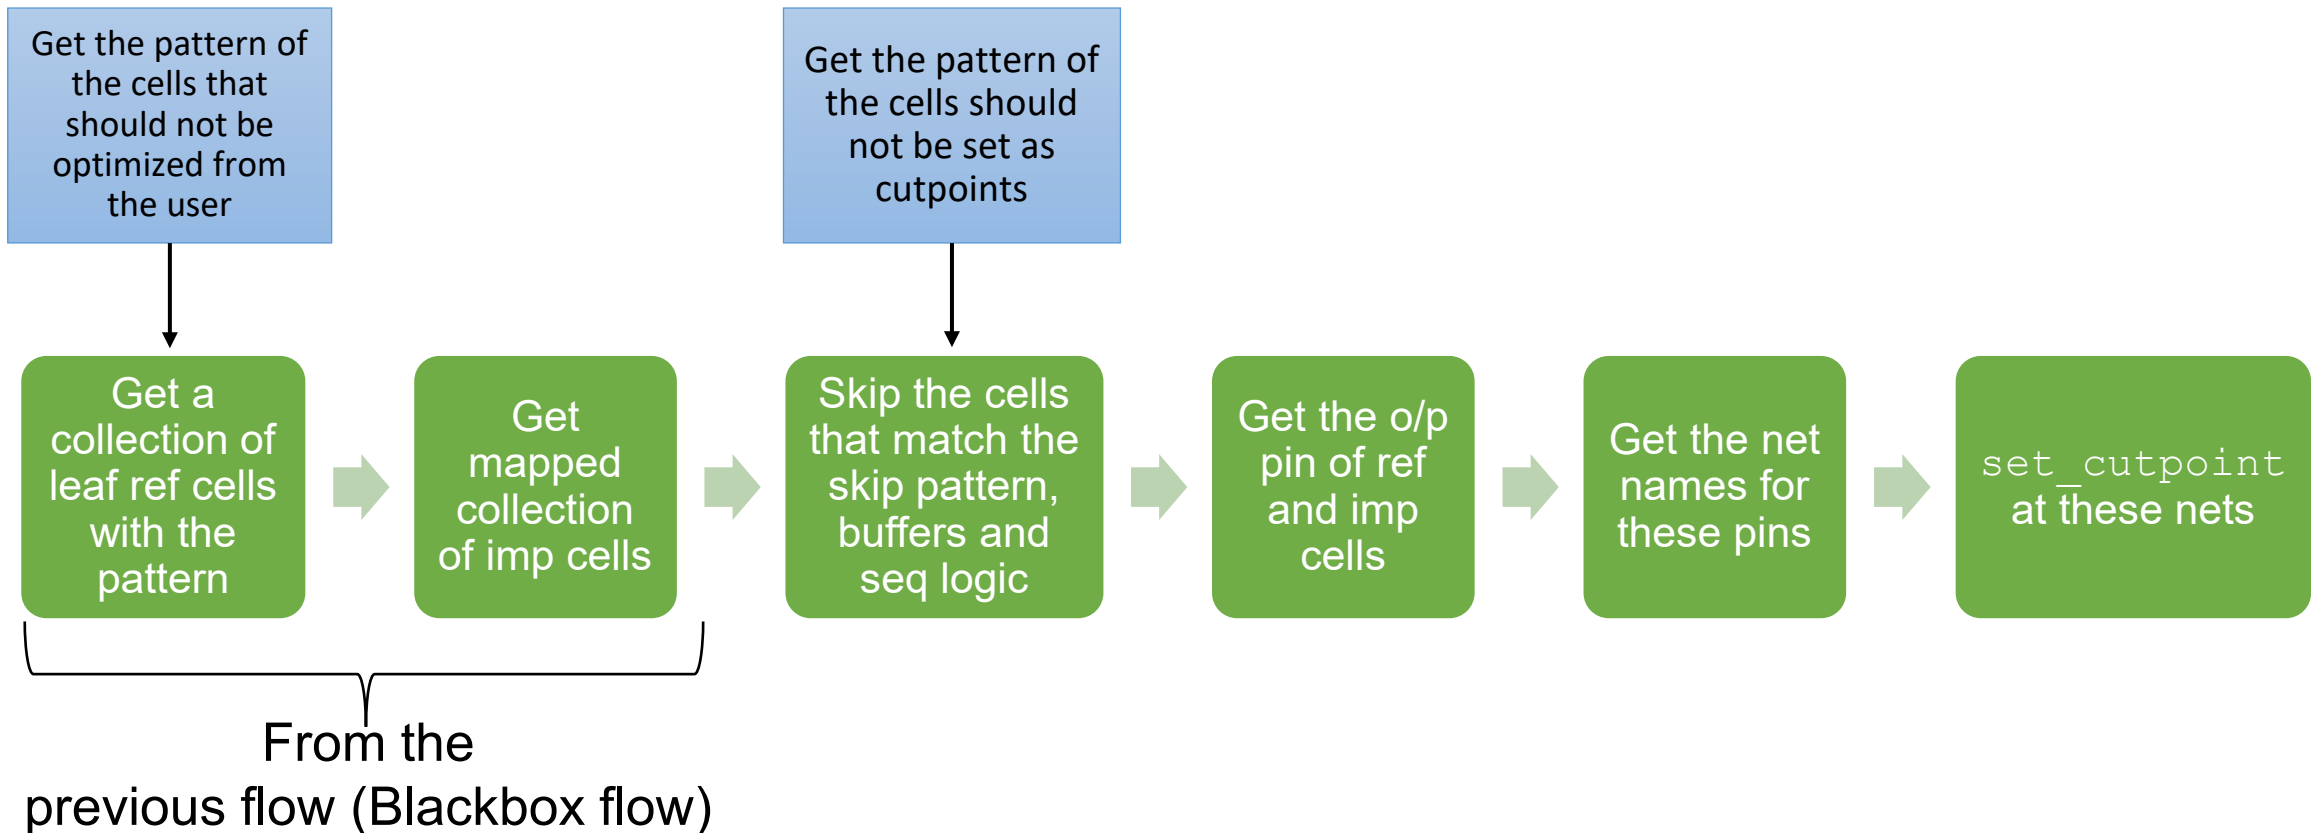 Get the pattern of
the cells that
should not be
optimized from
the user
Get the pattern of
the cells should
not be set as
cutpoints
Get a
collection of
leaf ref cells
with the
pattern
Get
mapped
collection
of imp cells
Skip the cells
that match the
skip pattern,
buffers and
seq logic
Get the o/p
pin of ref
and imp
cells
Get the net
names for
these pins
set_cutpoint
at these nets
From the
previous flow (Blackbox flow)